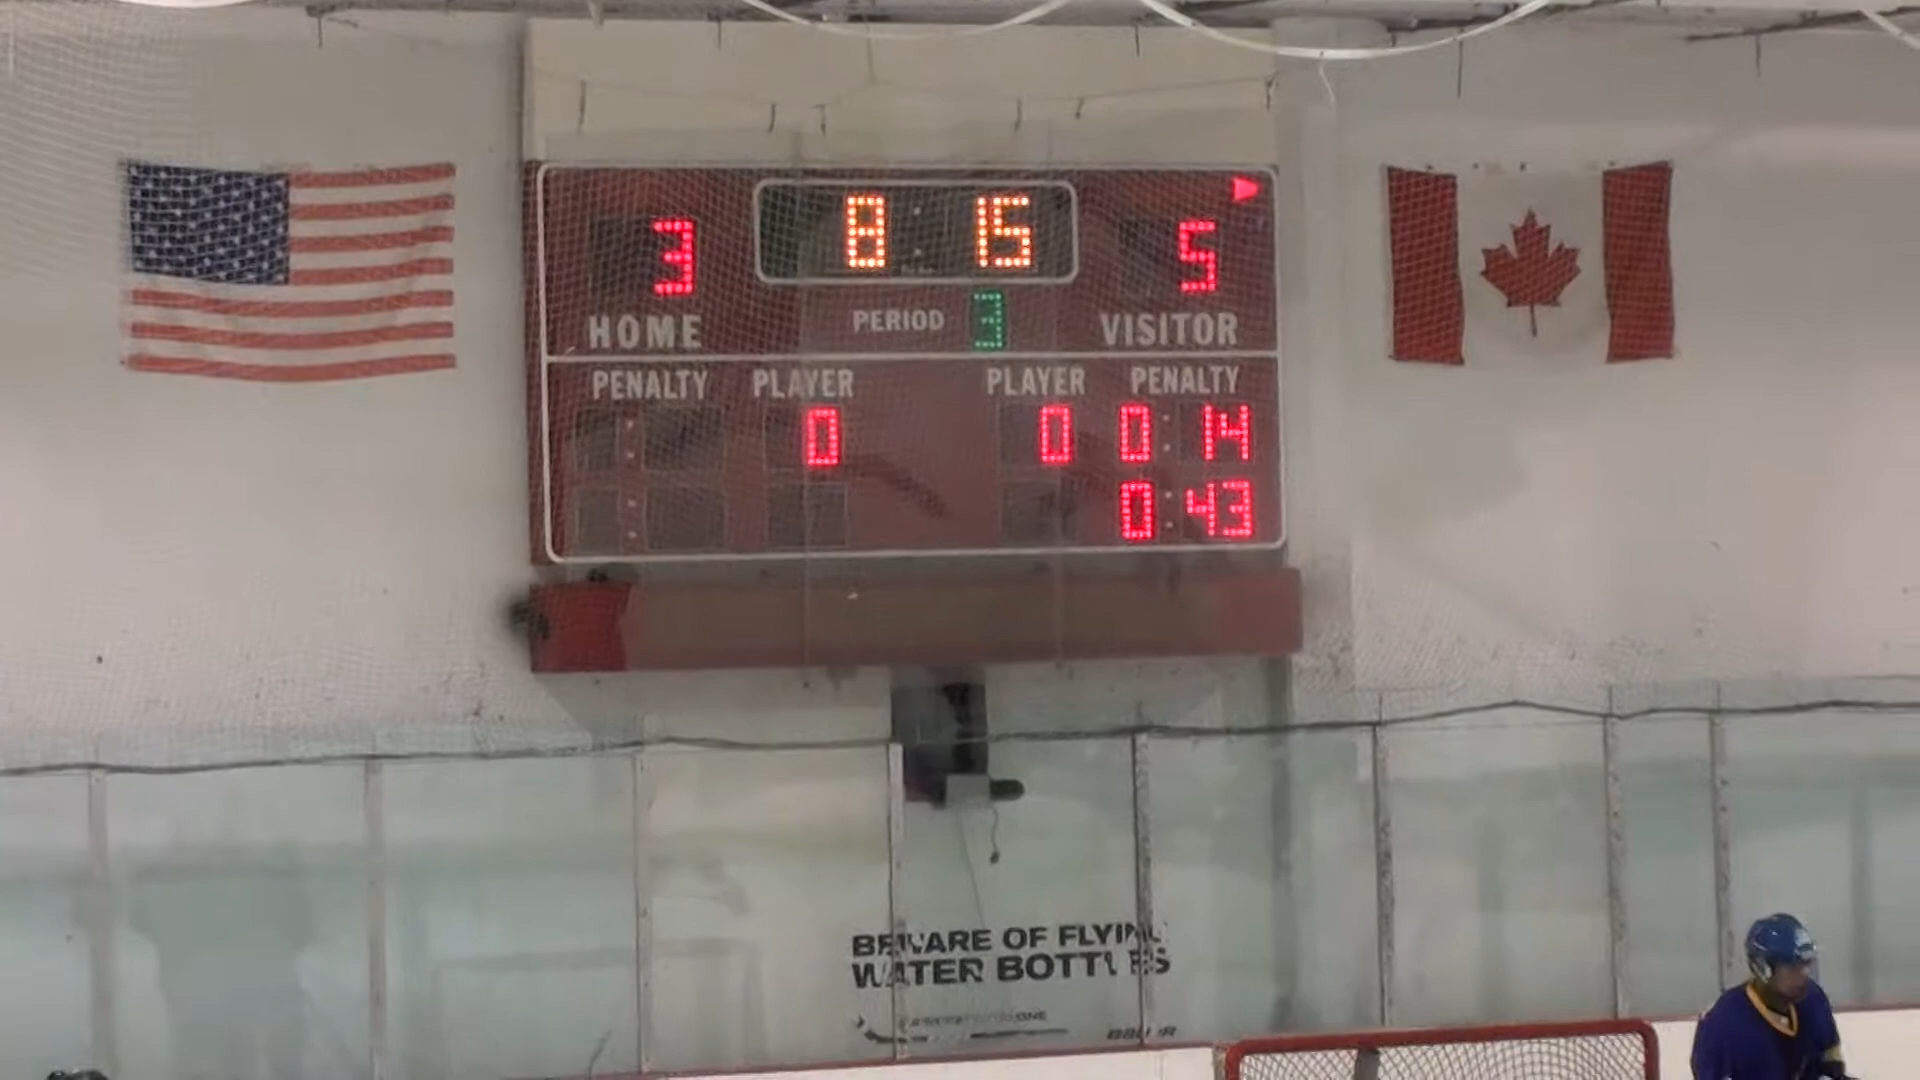 3 8:15 5
HOME PERIOD 3 VISITOR
PENALTY PLAYER PLAYER PENALTY
: 0 0 0:14
: 0:43
BEWARE OF FLYING
WATER BOTTLES
BAUER